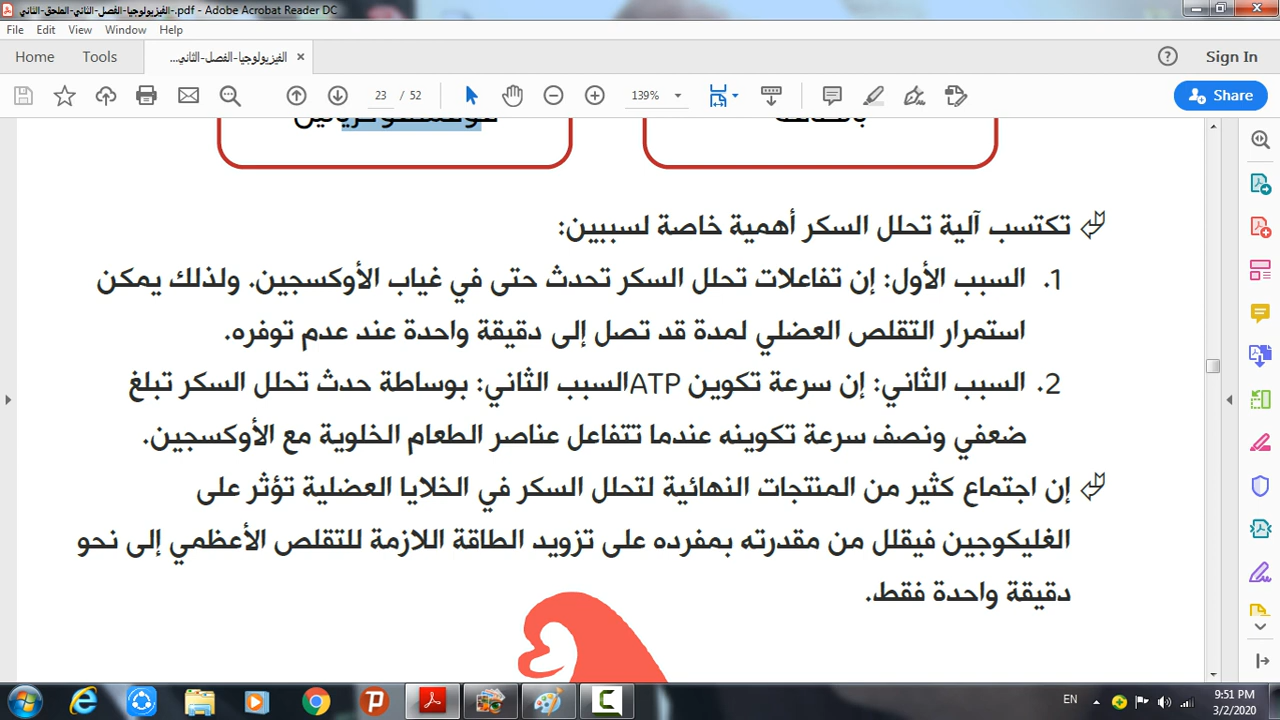 الفيزيولوجيا-الفصل-الثاني-الملحق-الثاني-.pdf - Adobe Acrobat Reader DC
File Edit View Window Help
Home Tools الفيزيولوجيا-الفصل-الثاني... × Sign In
23 / 52 139% Share
تكتسب آلية تحلل السكر أهمية خاصة لسببين:
1. السبب الأول: إن تفاعلات تحلل السكر تحدث حتى في غياب الأوكسجين. ولذلك يمكن
استمرار التقلص العضلي لمدة قد تصل إلى دقيقة واحدة عند عدم توفره.
2. السبب الثاني: إن سرعة تكوين ATPالسبب الثاني: بوساطة حدث تحلل السكر تبلغ
ضعفي ونصف سرعة تكوينه عندما تتفاعل عناصر الطعام الخلوية مع الأوكسجين.
إن اجتماع كثير من المنتجات النهائية لتحلل السكر في الخلايا العضلية تؤثر على
الغليكوجين فيقلل من مقدرته بمفرده على تزويد الطاقة اللازمة للتقلص الأعظمي إلى نحو
دقيقة واحدة فقط.
EN 9:51 PM
3/2/2020